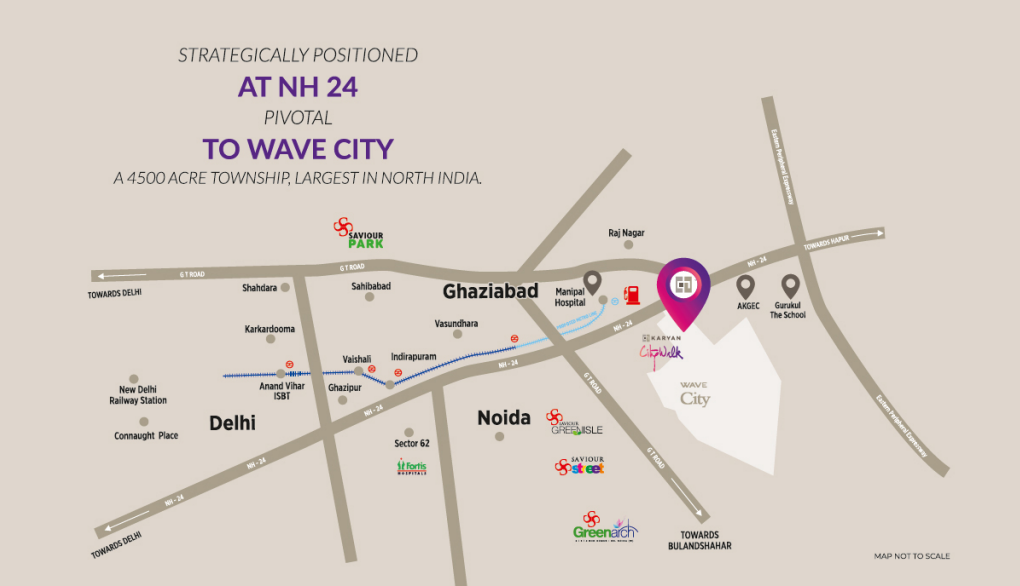 STRATEGICALLY POSITIONED
AT NH 24
PIVOTAL
TO WAVE CITY
A 4500 ACRE TOWNSHIP, LARGEST IN NORTH INDIA.
Eastern Peripheral Expressway
SAVIOUR
PARK
Raj Nagar
TOWARDS HAPUR
NH - 24
G T ROAD
G T ROAD
TOWARDS DELHI
Shahdara
Sahibabad
Ghaziabad
Manipal
Hospital
AKGEC
Gurukul
The School
Karkardooma
Vasundhara
NH - 24
KARYAN
CityWalk
Vaishali
Indirapuram
NH - 24
Anand Vihar
ISBT
Ghazipur
New Delhi
Railway Station
G T ROAD
WAVE
City
NH - 24
Connaught Place
Delhi
Noida
SAVIOUR
GREENISLE
Sector 62
Eastern Peripheral Expressway
NH - 24
Fortis
HOSPITALS
SAVIOUR
street
G T ROAD
NH - 24
TOWARDS DELHI
Greenarch
TOWARDS
BULANDSHAHAR
MAP NOT TO SCALE